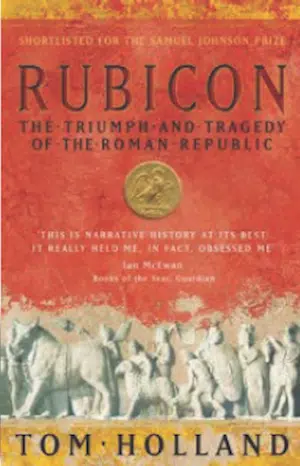 SHORTLISTED FOR THE SAMUEL JOHNSON PRIZE
RUBICON
THE·TRIUMPH·AND·TRAGEDY
OF·THE·ROMAN·REPUBLIC
'THIS IS NARRATIVE HISTORY AT ITS BEST
IT REALLY HELD ME, IN FACT, OBSESSED ME'
Ian McEwan
Books of the Year, Guardian
TOM·HOLLAND